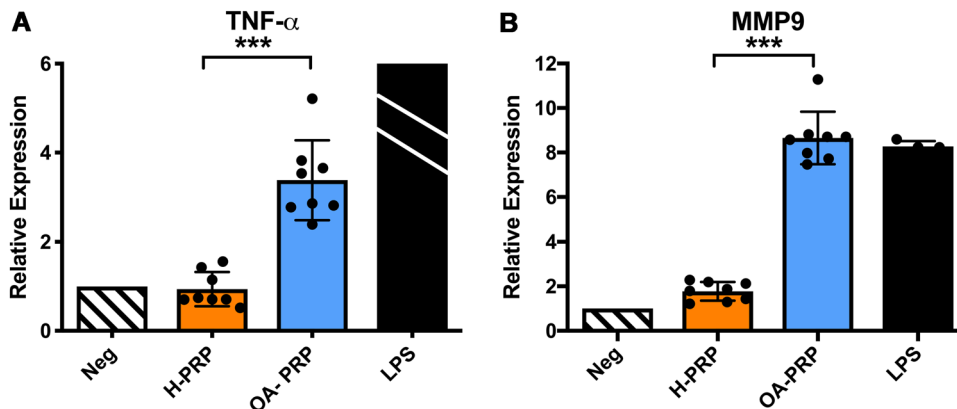 A
TNF-α
***
Relative Expression
6
4
2
0
Neg
H-PRP
OA- PRP
LPS
B
MMP9
***
Relative Expression
12
10
8
6
4
2
0
Neg
H-PRP
OA-PRP
LPS